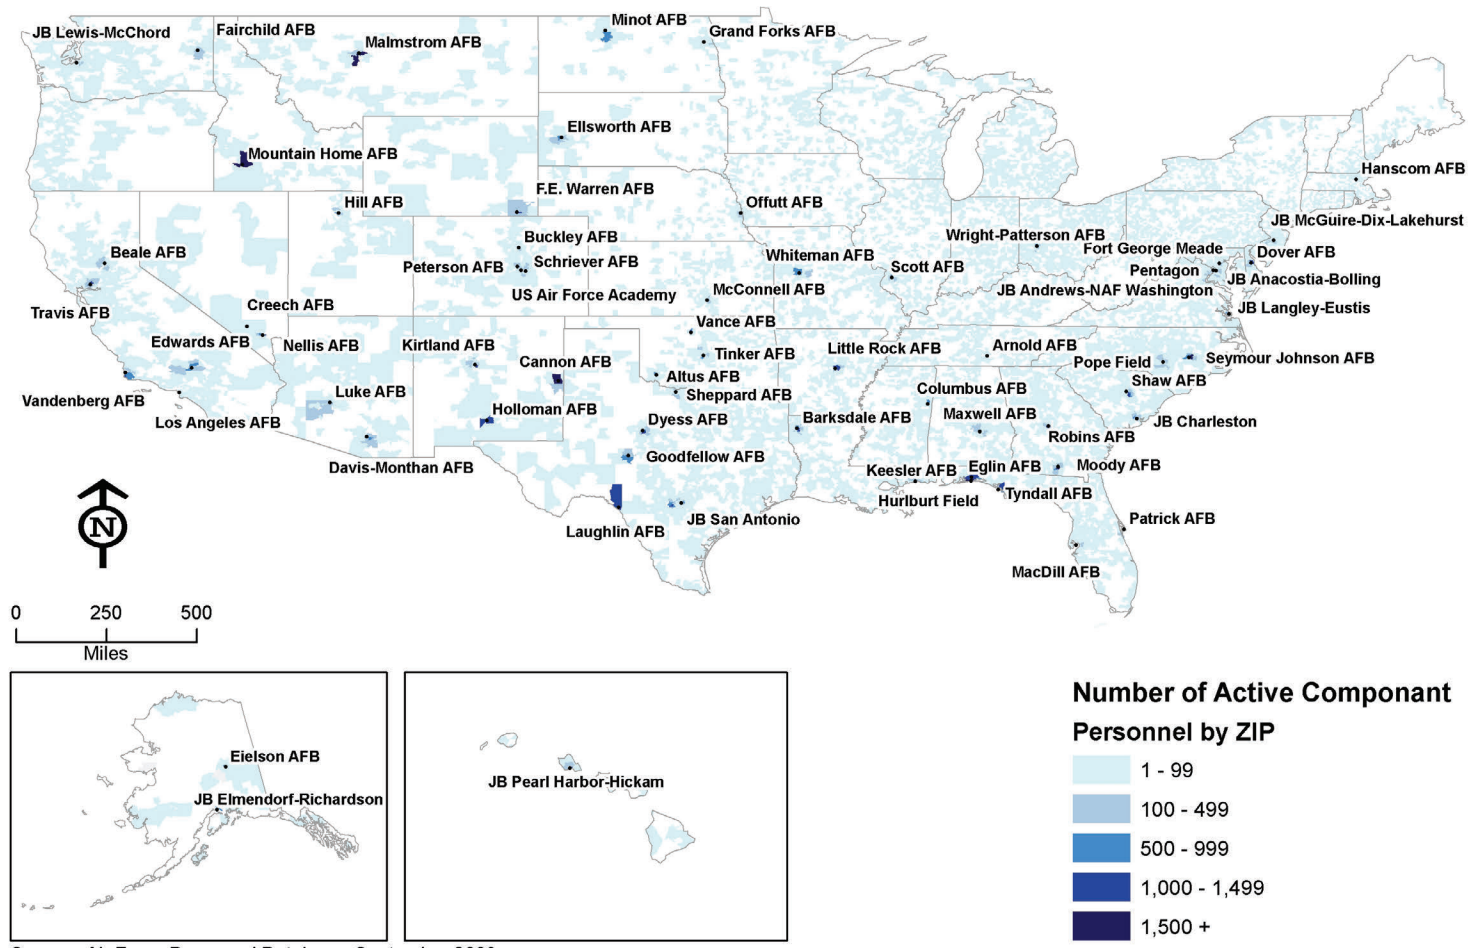 JB Lewis-McChord
Fairchild AFB
Malmstrom AFB
Minot AFB
Grand Forks AFB
Ellsworth AFB
Mountain Home AFB
Hanscom AFB
F.E. Warren AFB
Hill AFB
Offutt AFB
JB McGuire-Dix-Lakehurst
Wright-Patterson AFB
Buckley AFB
Beale AFB
Whiteman AFB
Fort George Meade
Dover AFB
Schriever AFB
Peterson AFB
Scott AFB
Pentagon
JB Anacostia-Bolling
US Air Force Academy
McConnell AFB
JB Andrews-NAF Washington
Creech AFB
JB Langley-Eustis
Travis AFB
Vance AFB
Edwards AFB
Nellis AFB
Kirtland AFB
Little Rock AFB
Arnold AFB
Tinker AFB
Cannon AFB
Pope Field
Seymour Johnson AFB
Altus AFB
Shaw AFB
Luke AFB
Sheppard AFB
Columbus AFB
Vandenberg AFB
Holloman AFB
Maxwell AFB
Los Angeles AFB
Dyess AFB
Barksdale AFB
JB Charleston
Robins AFB
Goodfellow AFB
Davis-Monthan AFB
Keesler AFB
Eglin AFB
Moody AFB
Tyndall AFB
Hurlburt Field
JB San Antonio
Patrick AFB
Laughlin AFB
MacDill AFB
N
0 250 500
Miles
Eielson AFB
JB Elmendorf-Richardson
JB Pearl Harbor-Hickam
Number of Active Componant
Personnel by ZIP
1 - 99
100 - 499
500 - 999
1,000 - 1,499
1,500 +